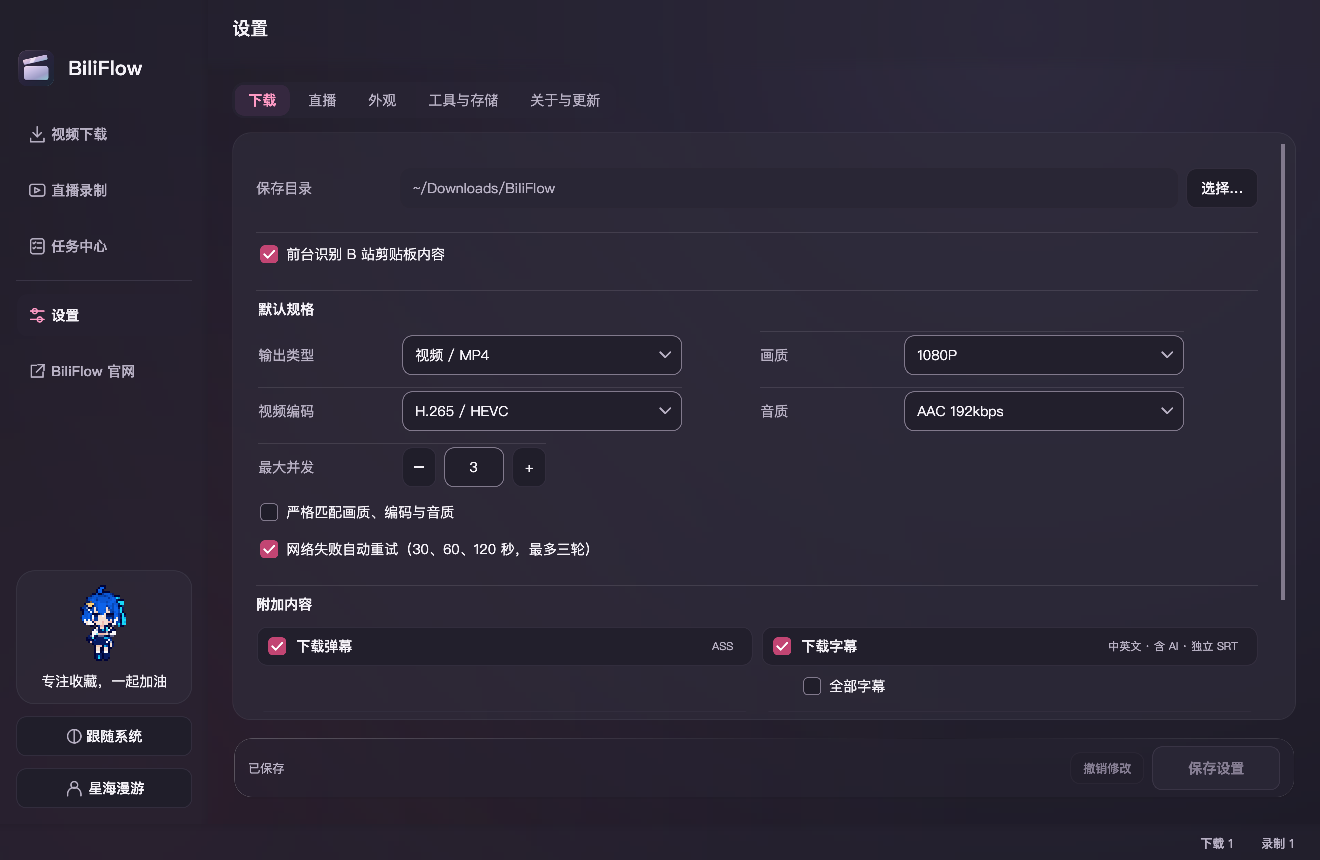 设置
BiliFlow
下载 直播 外观 工具与存储 关于与更新
视频下载
直播录制
任务中心
设置
BiliFlow 官网
专注收藏，一起加油
跟随系统
星海漫游
保存目录 ~/Downloads/BiliFlow 选择...
前台识别 B 站剪贴板内容
默认规格
输出类型 视频 / MP4 画质 1080P
视频编码 H.265 / HEVC 音质 AAC 192kbps
最大并发 − 3 +
严格匹配画质、编码与音质
网络失败自动重试（30、60、120 秒，最多三轮）
附加内容
下载弹幕 ASS 下载字幕 中英文 · 含 AI · 独立 SRT
全部字幕
已保存 撤销修改 保存设置
下载 1 录制 1